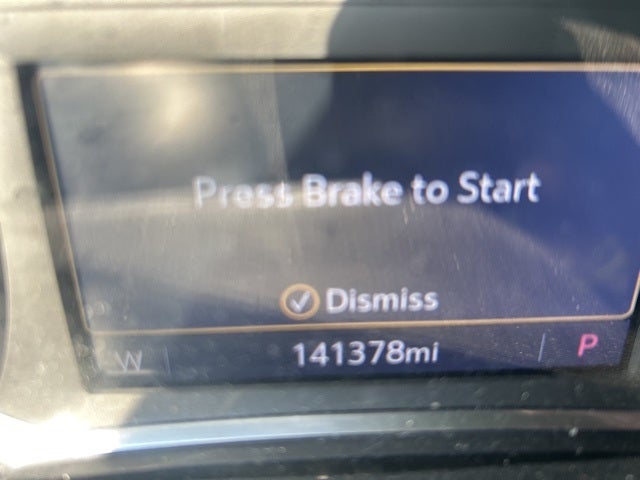 Press Brake to Start
Dismiss
W 141378mi P